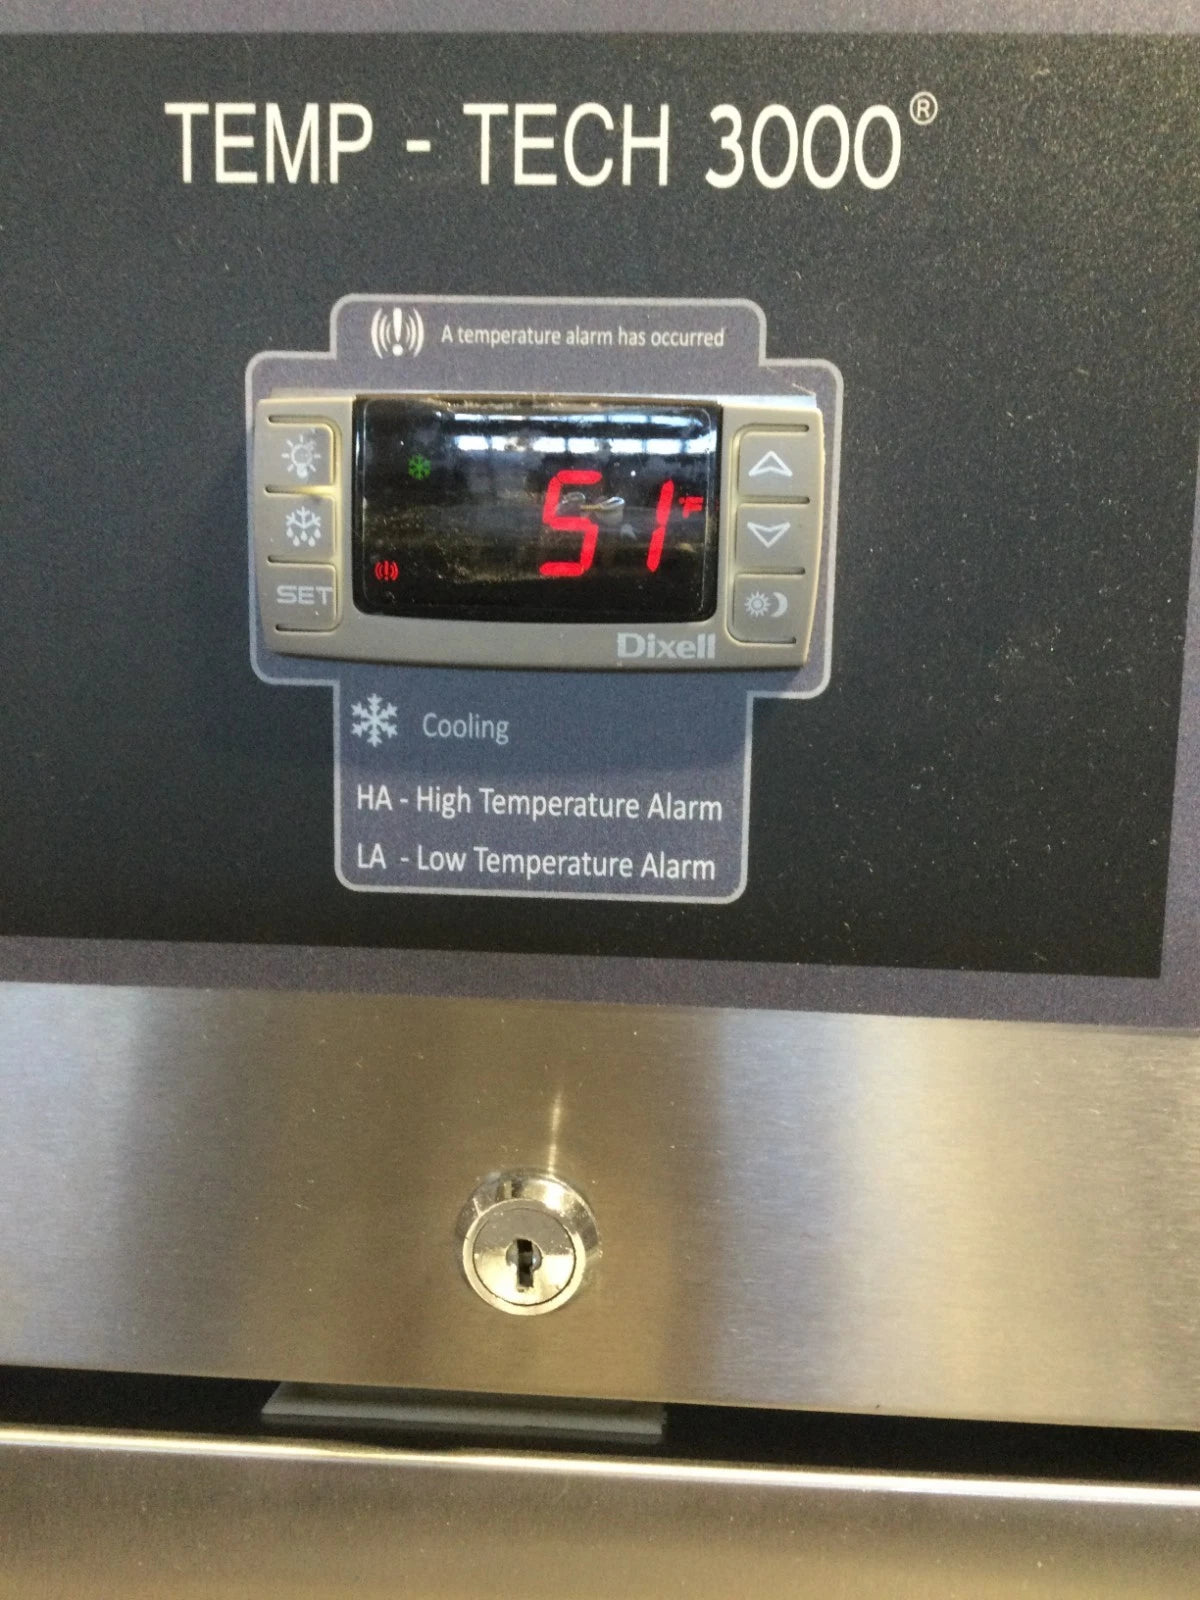 TEMP - TECH 3000®
A temperature alarm has occurred
51°F
SET
Dixell
Cooling
HA - High Temperature Alarm
LA - Low Temperature Alarm